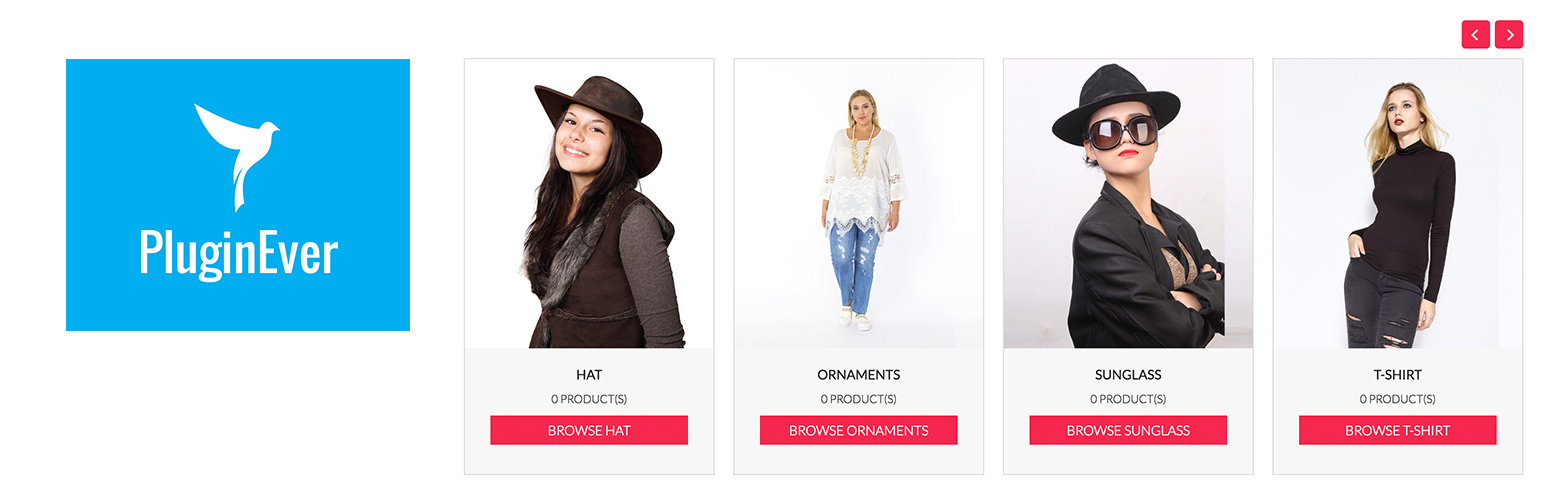 PluginEver
HAT
0 PRODUCT(S)
BROWSE HAT
ORNAMENTS
0 PRODUCT(S)
BROWSE ORNAMENTS
SUNGLASS
0 PRODUCT(S)
BROWSE SUNGLASS
T-SHIRT
0 PRODUCT(S)
BROWSE T-SHIRT